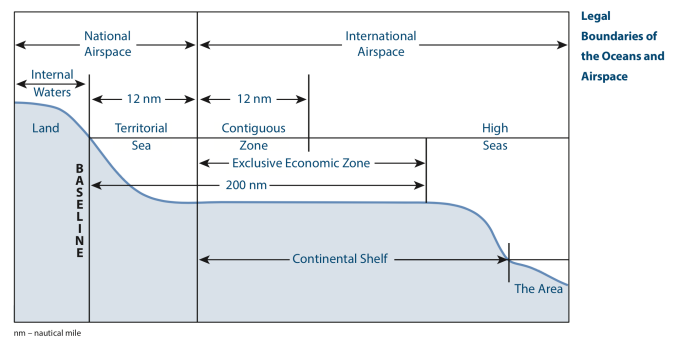 Legal
Boundaries of
the Oceans and
Airspace
National
Airspace
International
Airspace
Internal
Waters
12 nm
12 nm
Land
Territorial
Sea
Contiguous
Zone
High
Seas
Exclusive Economic Zone
200 nm
BASELINE
Continental Shelf
The Area
nm – nautical mile